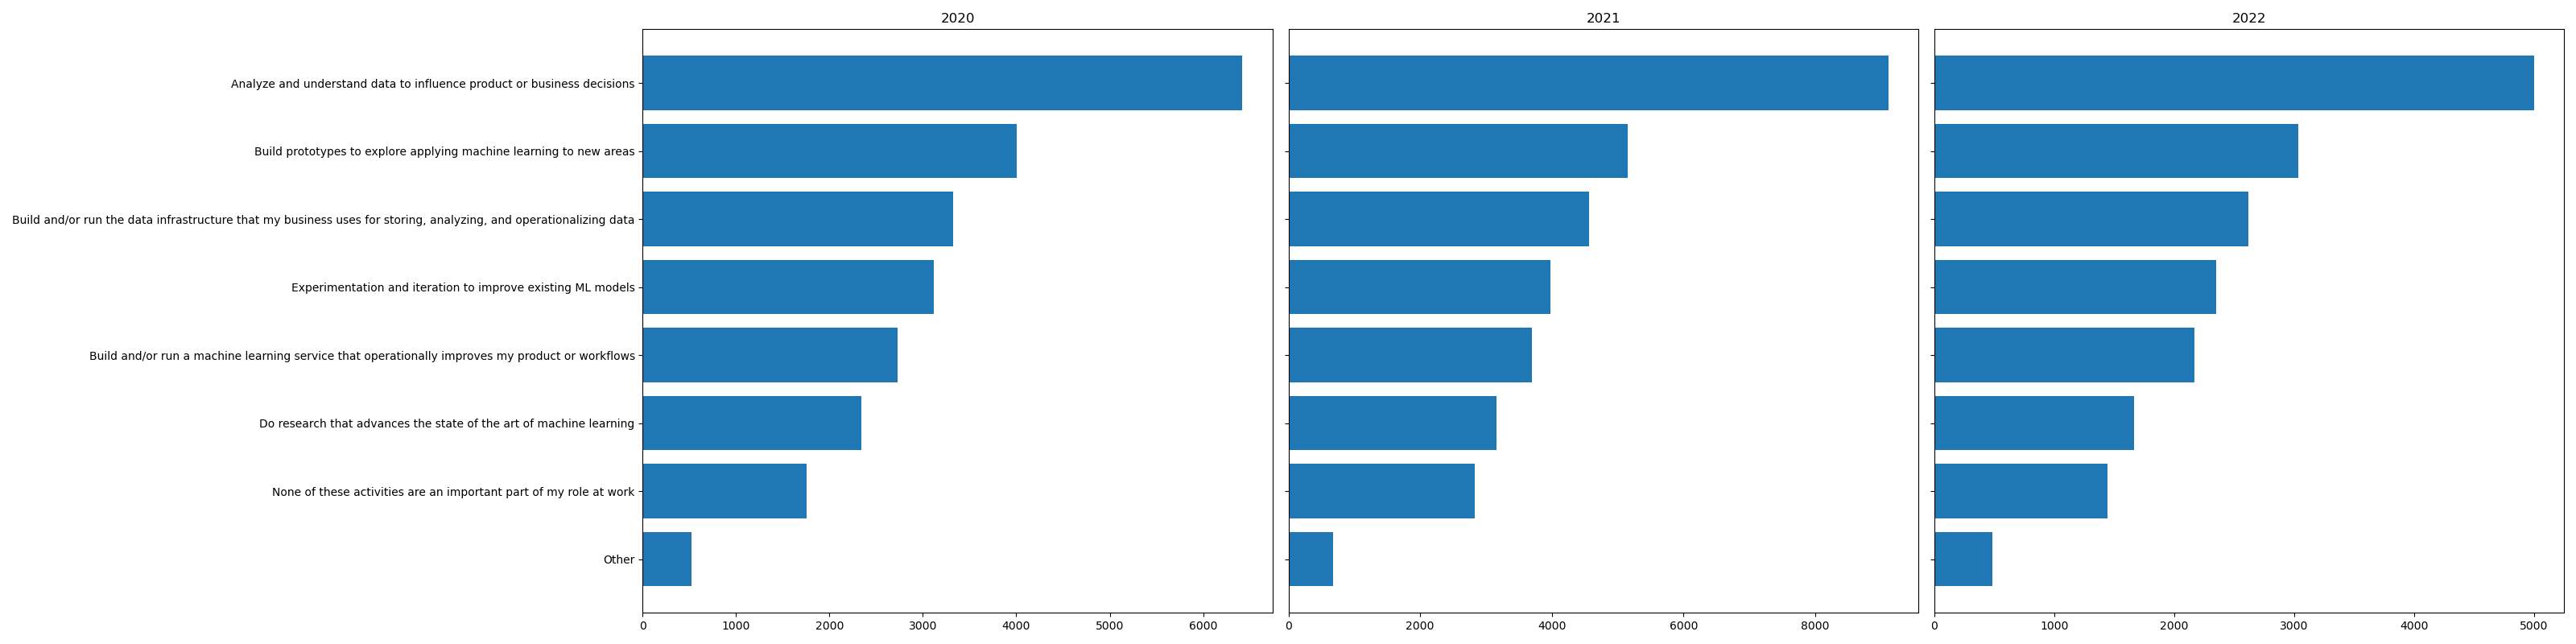 2020
2021
2022
Analyze and understand data to influence product or business decisions
Build prototypes to explore applying machine learning to new areas
Build and/or run the data infrastructure that my business uses for storing, analyzing, and operationalizing data
Experimentation and iteration to improve existing ML models
Build and/or run a machine learning service that operationally improves my product or workflows
Do research that advances the state of the art of machine learning
None of these activities are an important part of my role at work
Other
0 1000 2000 3000 4000 5000 6000
0 2000 4000 6000 8000
0 1000 2000 3000 4000 5000